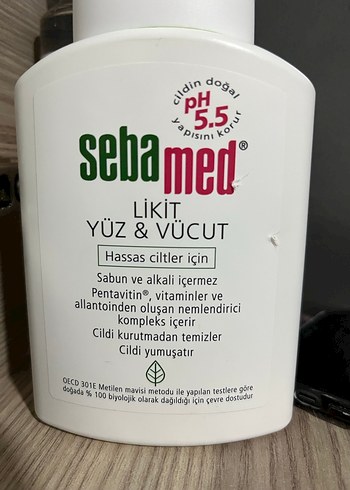 cildin doğal
pH
5.5
yapısını korur
sebamed®
LİKİT
YÜZ & VÜCUT
Hassas ciltler için
Sabun ve alkali içermez
Pentavitin®, vitaminler ve
allantoinden oluşan nemlendirici
kompleks içerir
Cildi kurutmadan temizler
Cildi yumuşatır
OECD 301E Metilen mavisi metodu ile yapılan testlere göre
doğada % 100 biyolojik olarak dağıldığı için çevre dostudur